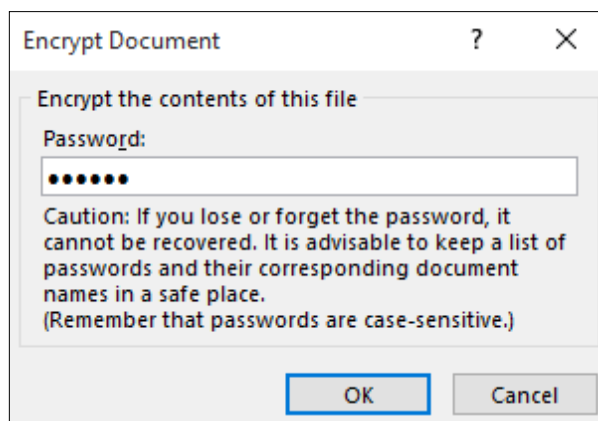 Encrypt Document ?
Encrypt the contents of this file
Password:
••••••
Caution: If you lose or forget the password, it
cannot be recovered. It is advisable to keep a list of
passwords and their corresponding document
names in a safe place.
(Remember that passwords are case-sensitive.)
OK Cancel